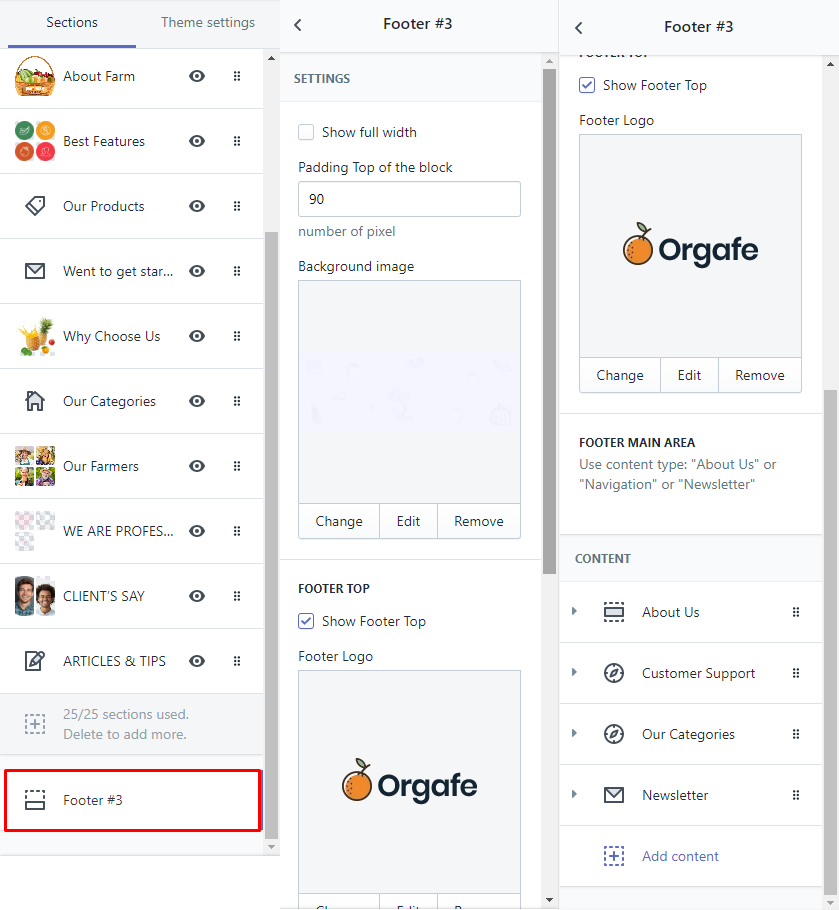 Sections
Theme settings
About Farm
Best Features
Our Products
Went to get star...
Why Choose Us
Our Categories
Our Farmers
WE ARE PROFES...
CLIENT'S SAY
ARTICLES & TIPS
25/25 sections used.
Delete to add more.
Footer #3
Footer #3
SETTINGS
Show full width
Padding Top of the block
90
number of pixel
Background image
Change
Edit
Remove
FOOTER TOP
Show Footer Top
Footer Logo
Orgafe
Change
Edit
Remove
Footer #3
FOOTER TOP
Show Footer Top
Footer Logo
Orgafe
Change
Edit
Remove
FOOTER MAIN AREA
Use content type: "About Us" or
"Navigation" or "Newsletter"
CONTENT
About Us
Customer Support
Our Categories
Newsletter
Add content